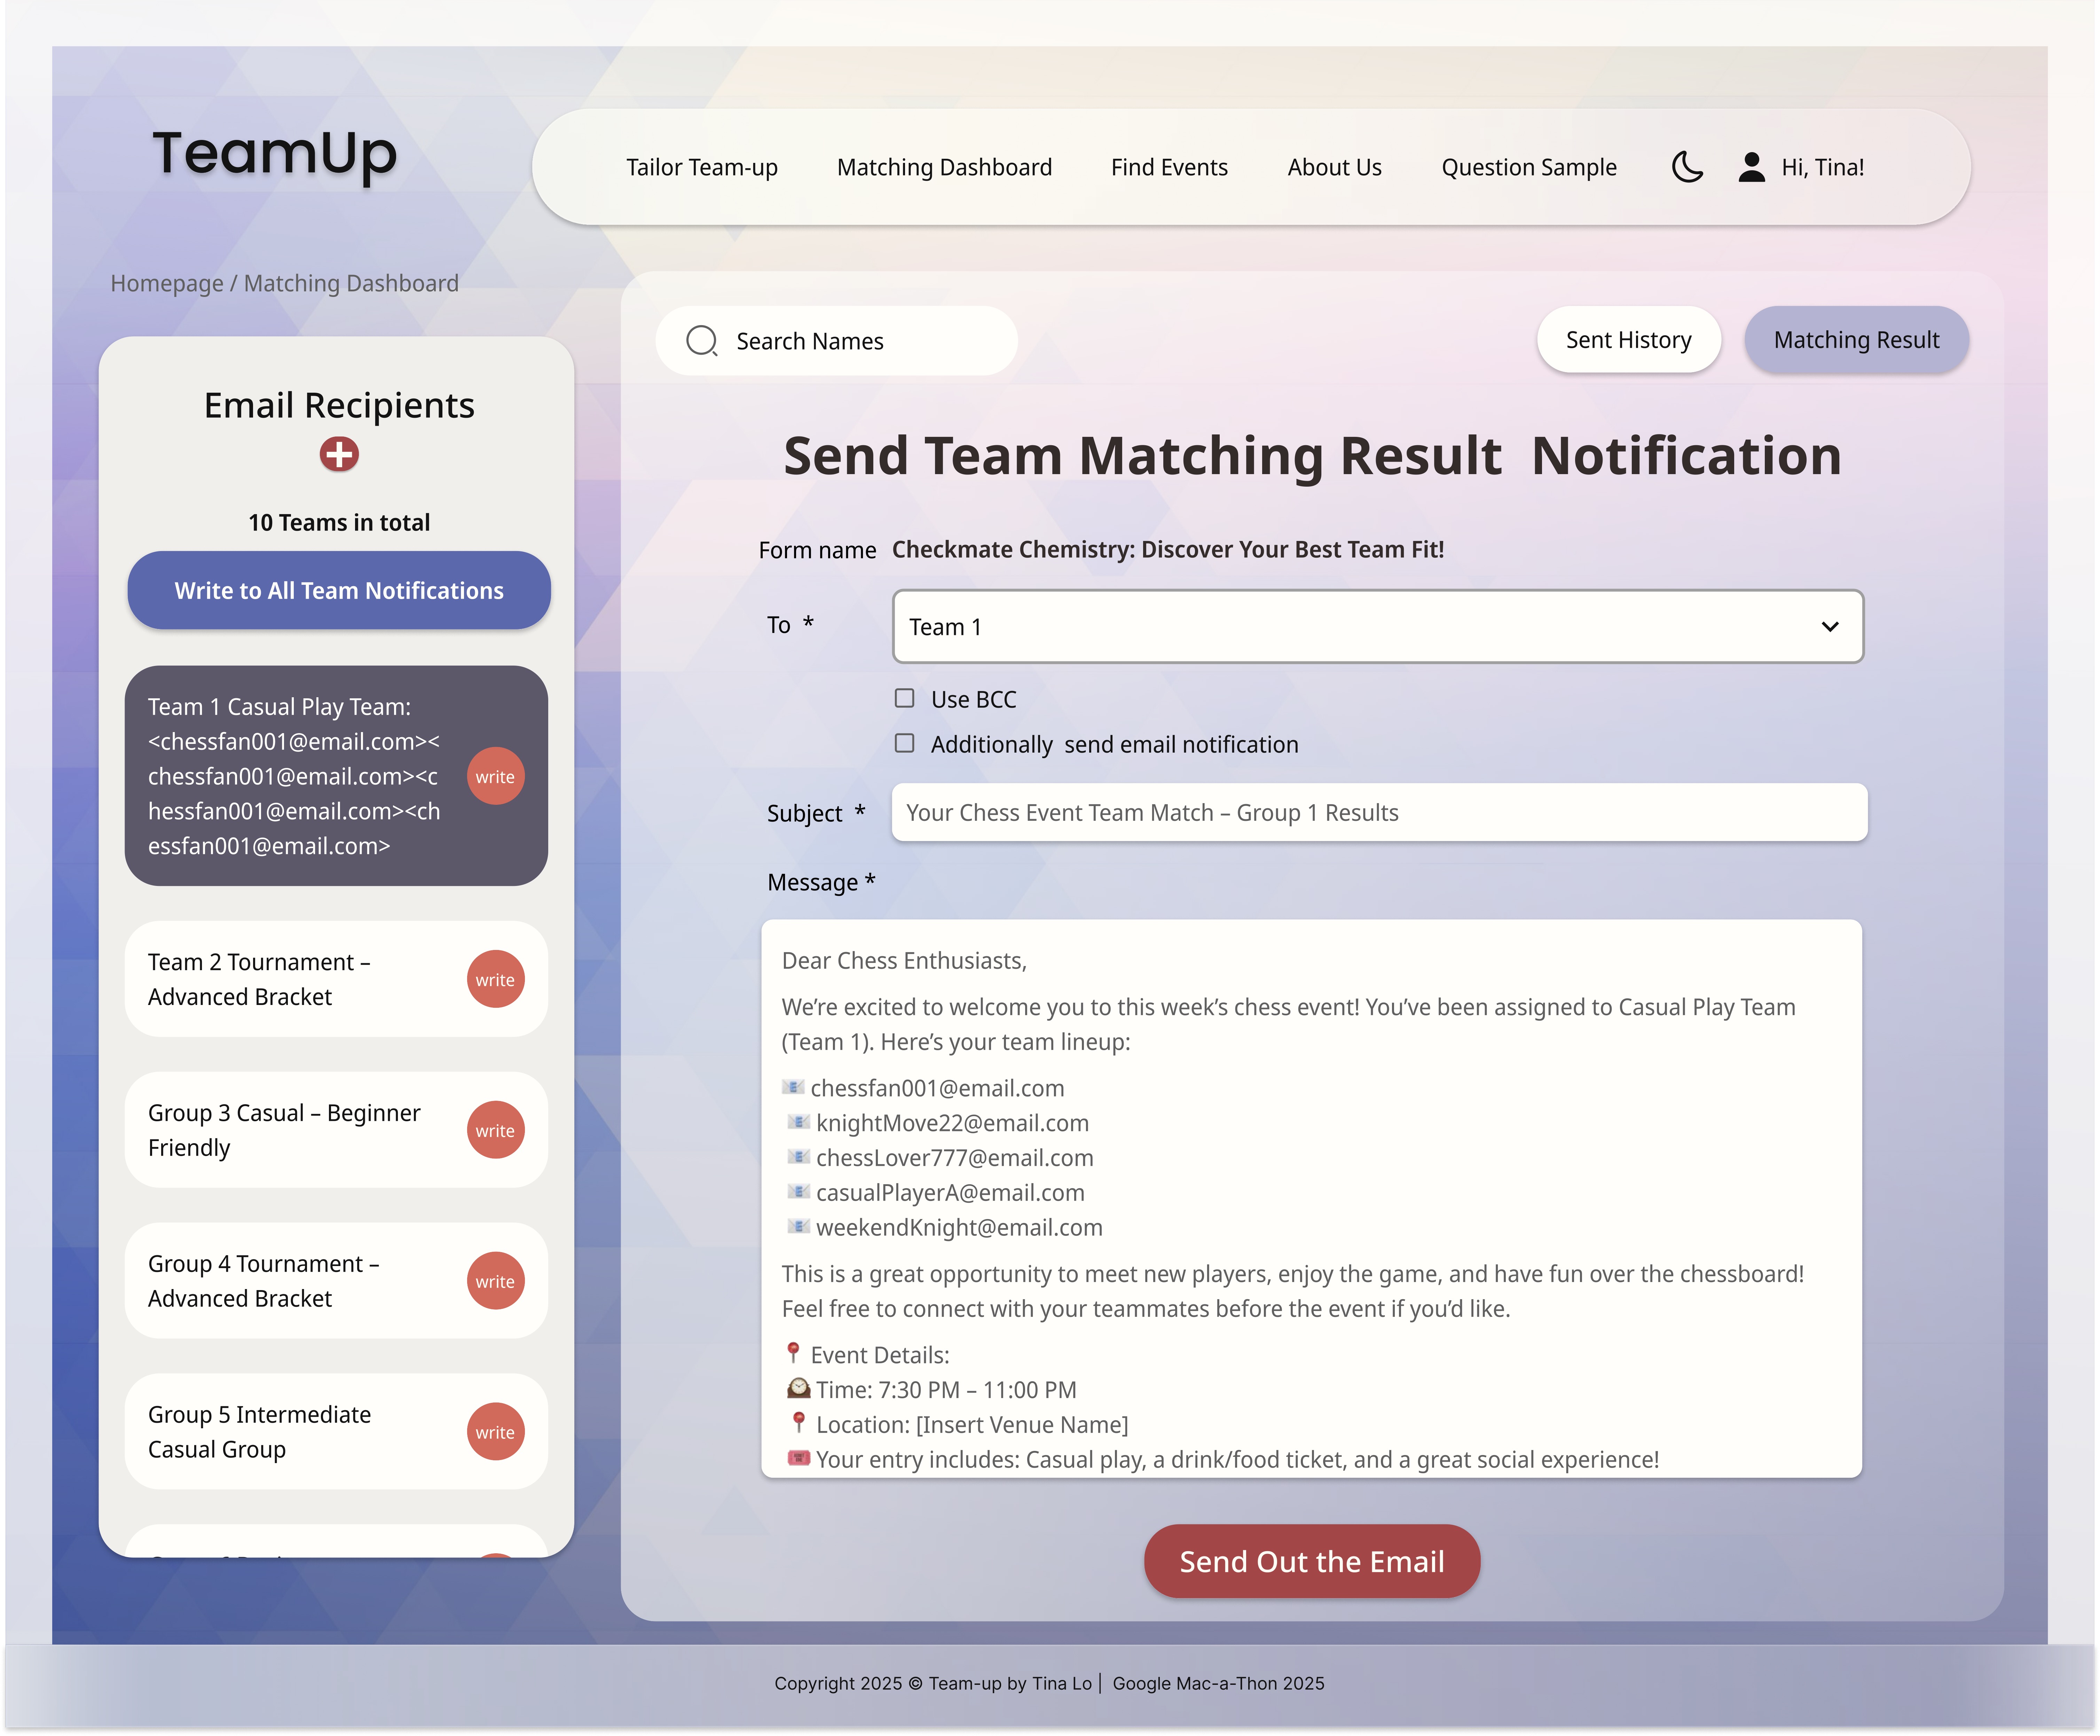 TeamUp
Tailor Team-up
Matching Dashboard
Find Events
About Us
Question Sample
Hi, Tina!
Homepage / Matching Dashboard
Email Recipients
10 Teams in total
Write to All Team Notifications
Team 1 Casual Play Team:
<chessfan001@email.com><
chessfan001@email.com><c
hessfan001@email.com><ch
essfan001@email.com>
write
Team 2 Tournament –
Advanced Bracket
write
Group 3 Casual – Beginner
Friendly
write
Group 4 Tournament –
Advanced Bracket
write
Group 5 Intermediate
Casual Group
write
Search Names
Sent History
Matching Result
Send Team Matching Result  Notification
Form name
Checkmate Chemistry: Discover Your Best Team Fit!
To *
Team 1
Use BCC
Additionally  send email notification
Subject *
Your Chess Event Team Match – Group 1 Results
Message *
Dear Chess Enthusiasts,
We’re excited to welcome you to this week’s chess event! You’ve been assigned to Casual Play Team
(Team 1). Here’s your team lineup:
📧 chessfan001@email.com
📧 knightMove22@email.com
📧 chessLover777@email.com
📧 casualPlayerA@email.com
📧 weekendKnight@email.com
This is a great opportunity to meet new players, enjoy the game, and have fun over the chessboard!
Feel free to connect with your teammates before the event if you’d like.
📍 Event Details:
🕰 Time: 7:30 PM – 11:00 PM
📍 Location: [Insert Venue Name]
🎟 Your entry includes: Casual play, a drink/food ticket, and a great social experience!
Send Out the Email
Copyright 2025 © Team-up by Tina Lo |  Google Mac-a-Thon 2025